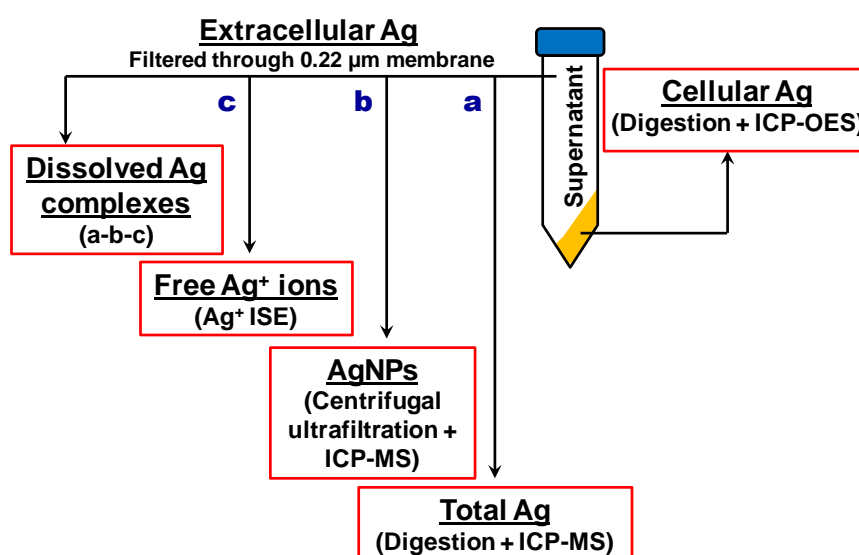 Extracellular Ag
Filtered through 0.22 µm membrane
c
b
a
Supernatant
Cellular Ag
(Digestion + ICP-OES)
Dissolved Ag
complexes
(a-b-c)
Free Ag⁺ ions
(Ag⁺ ISE)
AgNPs
(Centrifugal
ultrafiltration +
ICP-MS)
Total Ag
(Digestion + ICP-MS)